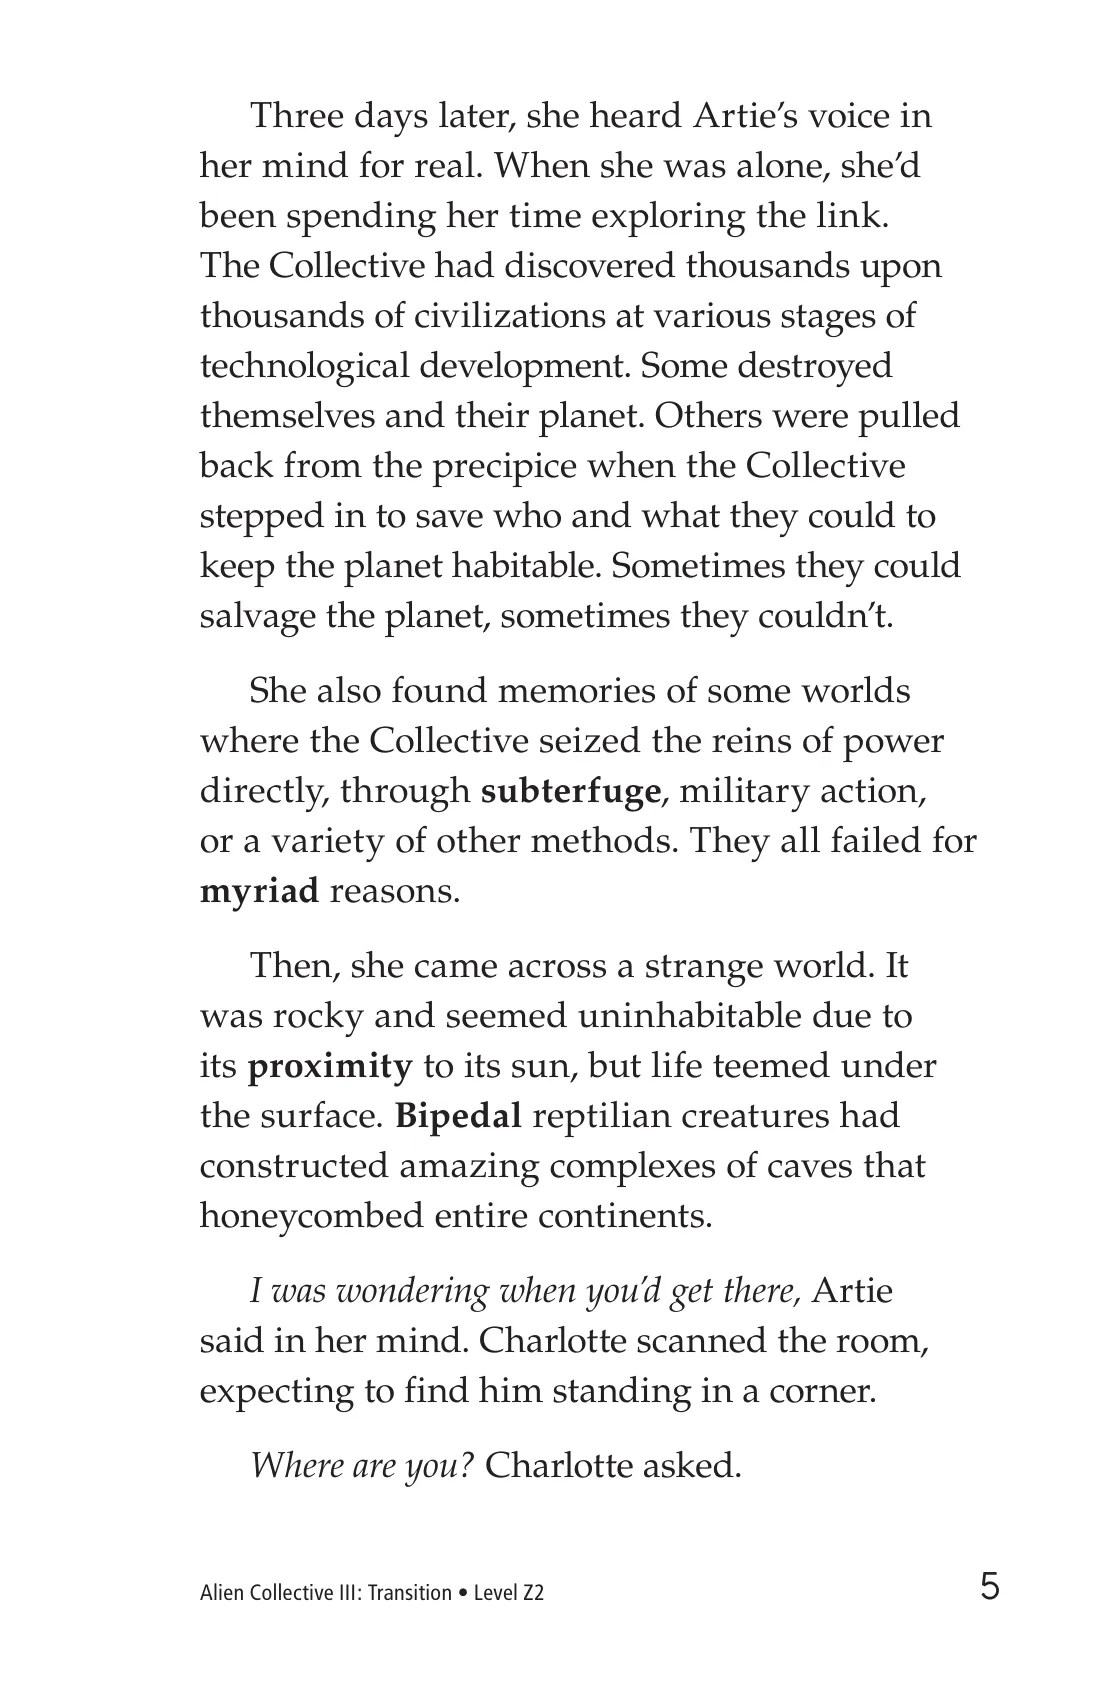 Three days later, she heard Artie’s voice in
her mind for real. When she was alone, she’d
been spending her time exploring the link.
The Collective had discovered thousands upon
thousands of civilizations at various stages of
technological development. Some destroyed
themselves and their planet. Others were pulled
back from the precipice when the Collective
stepped in to save who and what they could to
keep the planet habitable. Sometimes they could
salvage the planet, sometimes they couldn’t.
She also found memories of some worlds
where the Collective seized the reins of power
directly, through subterfuge, military action,
or a variety of other methods. They all failed for
myriad reasons.
Then, she came across a strange world. It
was rocky and seemed uninhabitable due to
its proximity to its sun, but life teemed under
the surface. Bipedal reptilian creatures had
constructed amazing complexes of caves that
honeycombed entire continents.
I was wondering when you’d get there, Artie
said in her mind. Charlotte scanned the room,
expecting to find him standing in a corner.
Where are you? Charlotte asked.
Alien Collective III: Transition • Level Z2
5